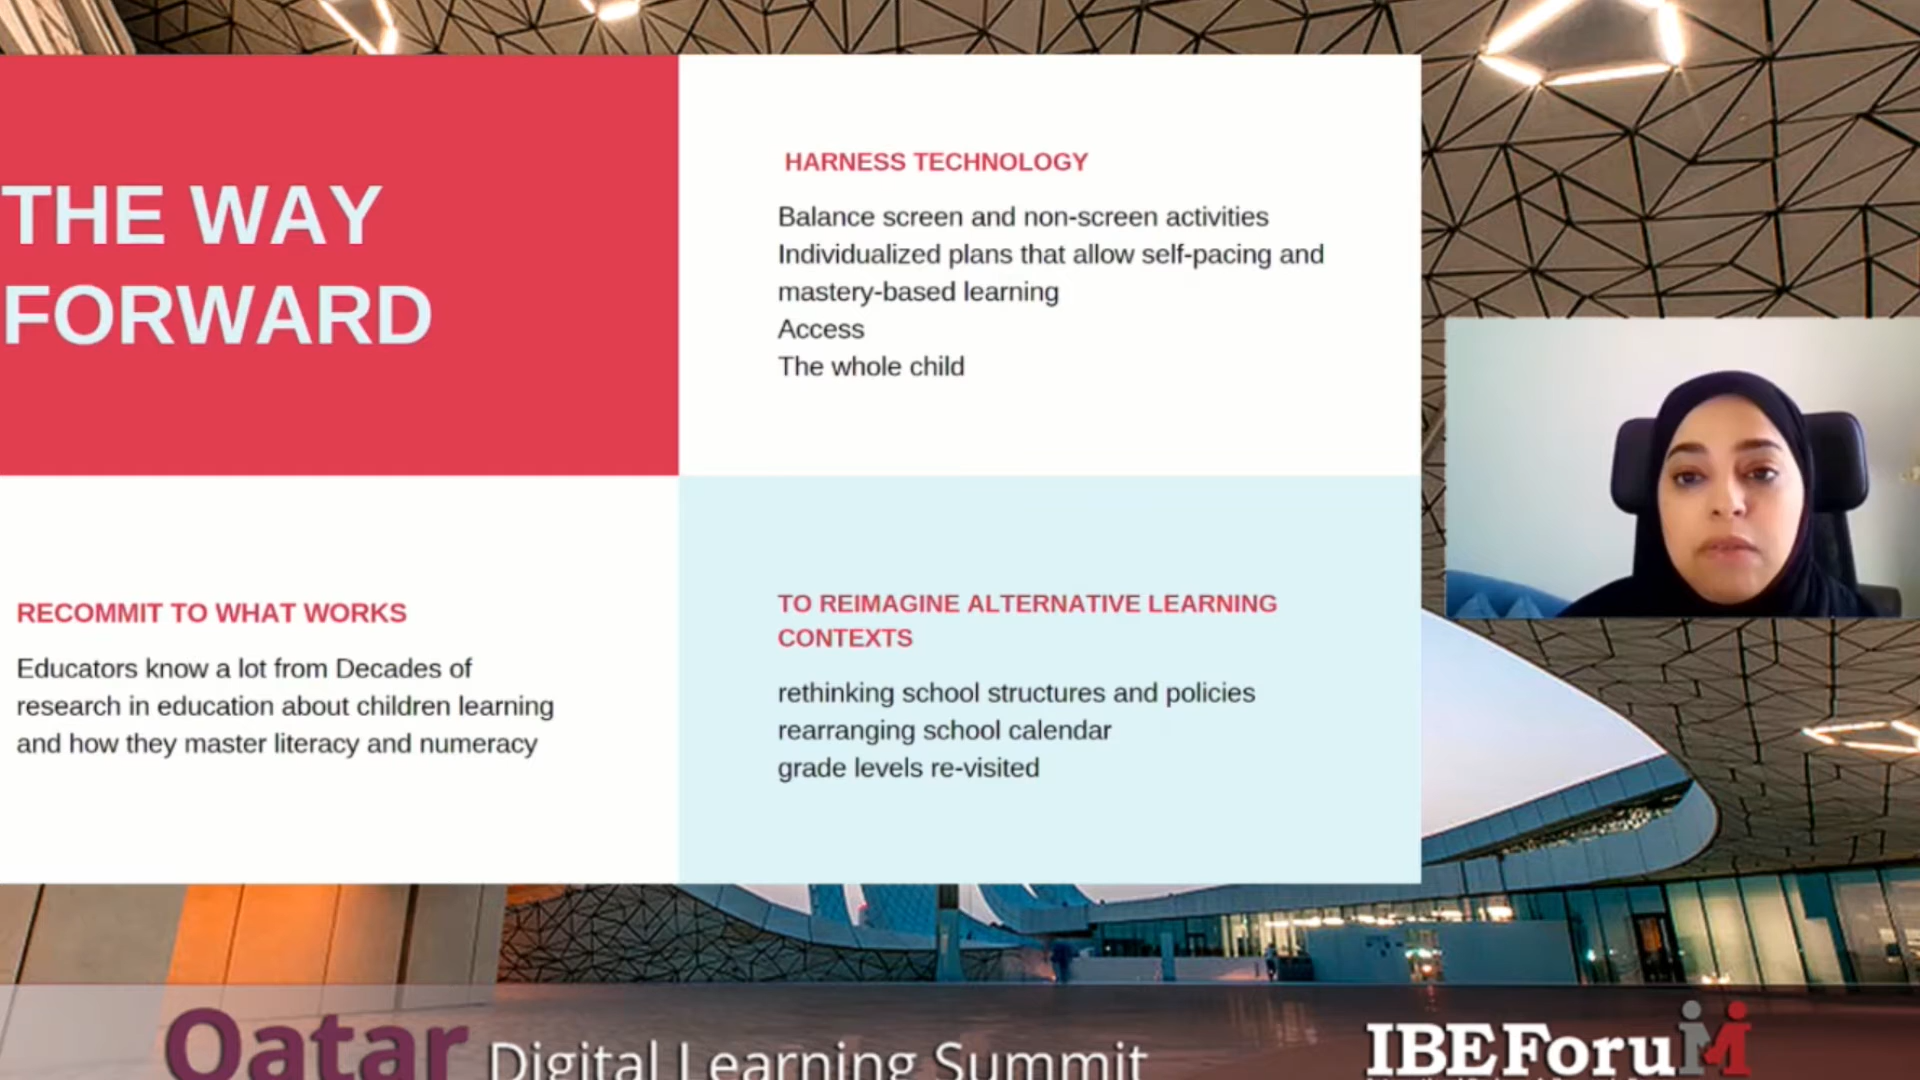 THE WAY
FORWARD
HARNESS TECHNOLOGY
Balance screen and non-screen activities
Individualized plans that allow self-pacing and
mastery-based learning
Access
The whole child
RECOMMIT TO WHAT WORKS
Educators know a lot from Decades of
research in education about children learning
and how they master literacy and numeracy
TO REIMAGINE ALTERNATIVE LEARNING
CONTEXTS
rethinking school structures and policies
rearranging school calendar
grade levels re-visited
Qatar Digital Learning Summit
IBEForuM